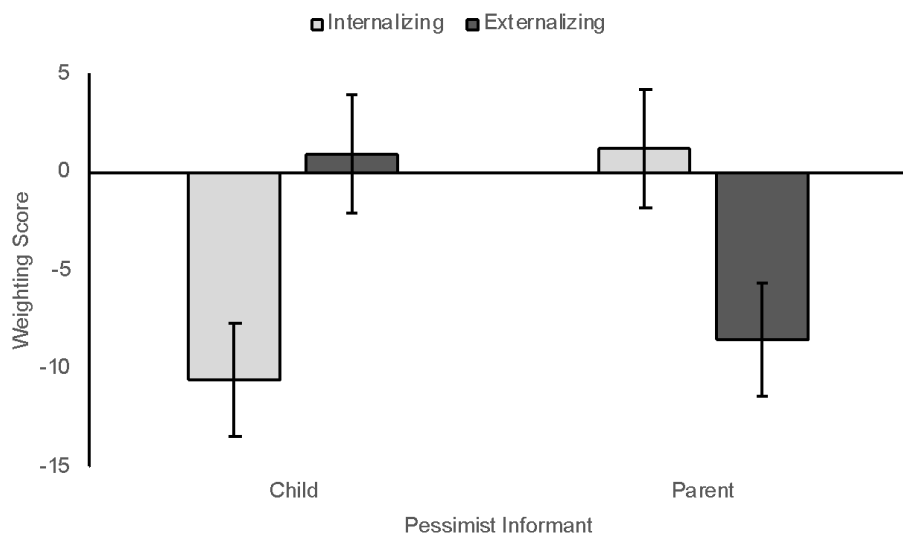 Internalizing Externalizing
5
0
-5
-10
-15
Weighting Score
Child Parent
Pessimist Informant